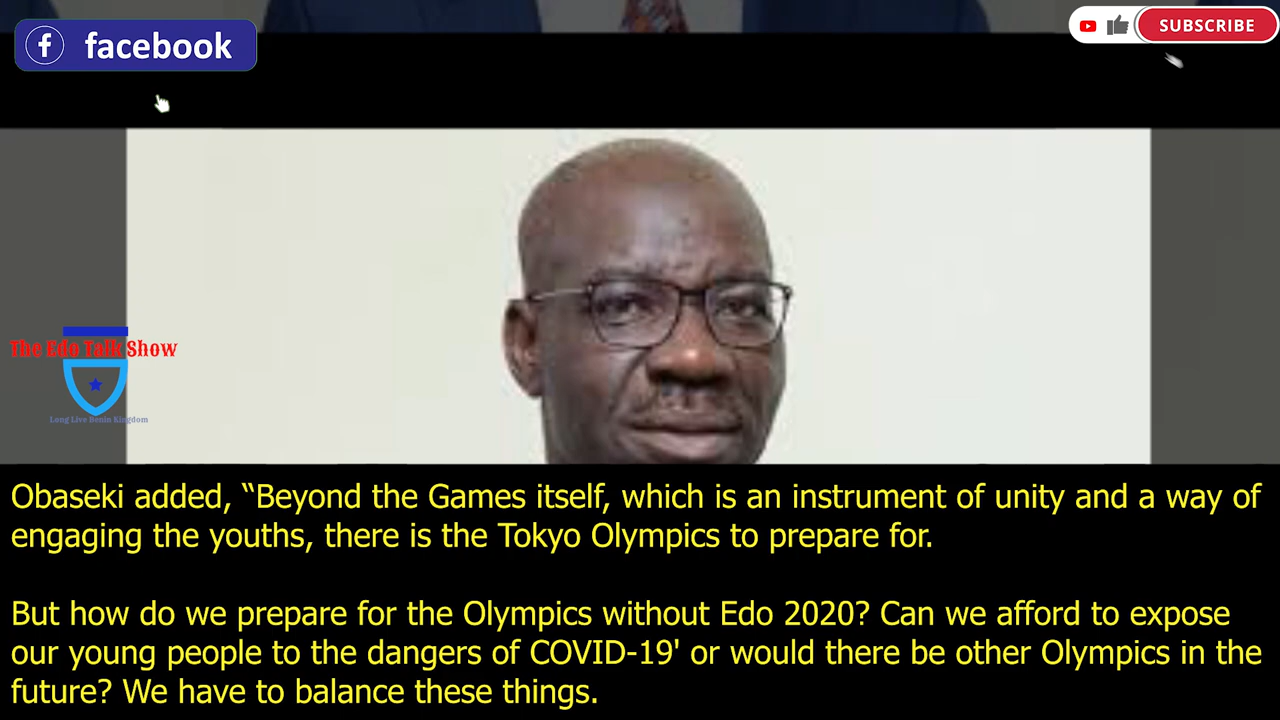 f facebook
SUBSCRIBE
The Edo Talk Show
Long Live Benin Kingdom
Obaseki added, “Beyond the Games itself, which is an instrument of unity and a way of
engaging the youths, there is the Tokyo Olympics to prepare for.
But how do we prepare for the Olympics without Edo 2020? Can we afford to expose
our young people to the dangers of COVID-19' or would there be other Olympics in the
future? We have to balance these things.